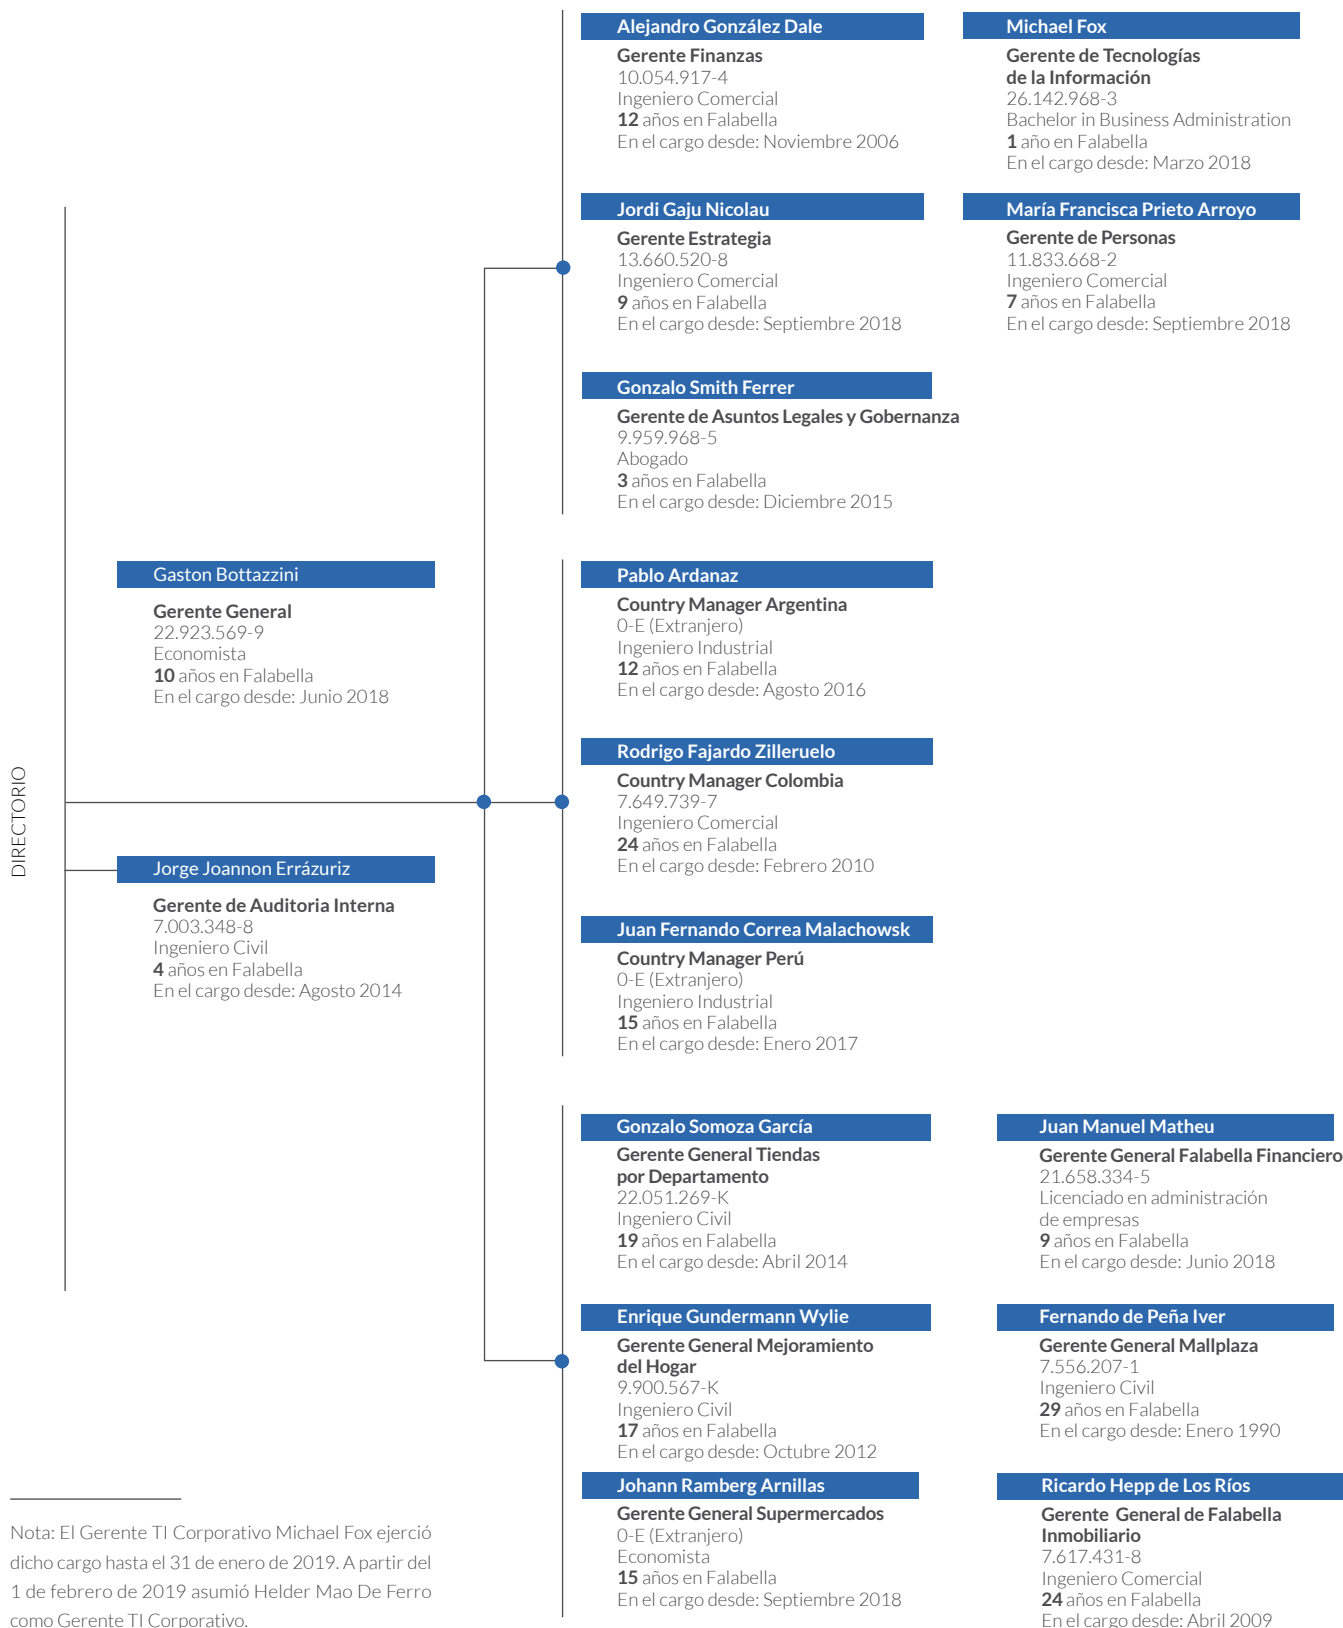 Alejandro González Dale
Gerente Finanzas
10.054.917-4
Ingeniero Comercial
12 años en Falabella
En el cargo desde: Noviembre 2006
Michael Fox
Gerente de Tecnologías
de la Información
26.142.968-3
Bachelor in Business Administration
1 año en Falabella
En el cargo desde: Marzo 2018
Jordi Gaju Nicolau
Gerente Estrategia
13.660.520-8
Ingeniero Comercial
9 años en Falabella
En el cargo desde: Septiembre 2018
María Francisca Prieto Arroyo
Gerente de Personas
11.833.668-2
Ingeniero Comercial
7 años en Falabella
En el cargo desde: Septiembre 2018
Gonzalo Smith Ferrer
Gerente de Asuntos Legales y Gobernanza
9.959.968-5
Abogado
3 años en Falabella
En el cargo desde: Diciembre 2015
DIRECTORIO
Gaston Bottazzini
Gerente General
22.923.569-9
Economista
10 años en Falabella
En el cargo desde: Junio 2018
Jorge Joannon Errázuriz
Gerente de Auditoria Interna
7.003.348-8
Ingeniero Civil
4 años en Falabella
En el cargo desde: Agosto 2014
Pablo Ardanaz
Country Manager Argentina
0-E (Extranjero)
Ingeniero Industrial
12 años en Falabella
En el cargo desde: Agosto 2016
Rodrigo Fajardo Zilleruelo
Country Manager Colombia
7.649.739-7
Ingeniero Comercial
24 años en Falabella
En el cargo desde: Febrero 2010
Juan Fernando Correa Malachowsk
Country Manager Perú
0-E (Extranjero)
Ingeniero Industrial
15 años en Falabella
En el cargo desde: Enero 2017
Gonzalo Somoza García
Gerente General Tiendas
por Departamento
22.051.269-K
Ingeniero Civil
19 años en Falabella
En el cargo desde: Abril 2014
Juan Manuel Matheu
Gerente General Falabella Financiero
21.658.334-5
Licenciado en administración
de empresas
9 años en Falabella
En el cargo desde: Junio 2018
Enrique Gundermann Wylie
Gerente General Mejoramiento
del Hogar
9.900.567-K
Ingeniero Civil
17 años en Falabella
En el cargo desde: Octubre 2012
Fernando de Peña Iver
Gerente General Mallplaza
7.556.207-1
Ingeniero Civil
29 años en Falabella
En el cargo desde: Enero 1990
Johann Ramberg Arnillas
Gerente General Supermercados
0-E (Extranjero)
Economista
15 años en Falabella
En el cargo desde: Septiembre 2018
Ricardo Hepp de Los Ríos
Gerente General de Falabella
Inmobiliario
7.617.431-8
Ingeniero Comercial
24 años en Falabella
En el cargo desde: Abril 2009
Nota: El Gerente TI Corporativo Michael Fox ejerció
dicho cargo hasta el 31 de enero de 2019. A partir del
1 de febrero de 2019 asumió Helder Mao De Ferro
como Gerente TI Corporativo.